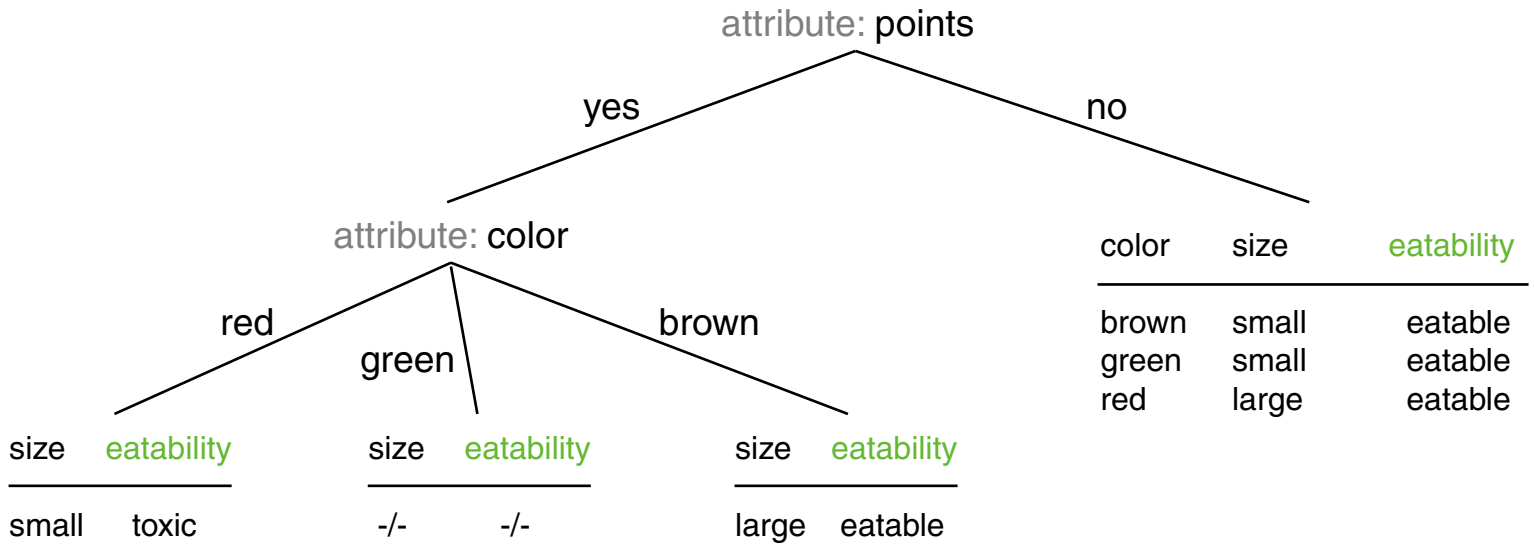 attribute: points
yes
no
attribute: color
red
green
brown
color size eatability
brown small eatable
green small eatable
red large eatable
size eatability
small toxic
size eatability
-/- -/-
size eatability
large eatable